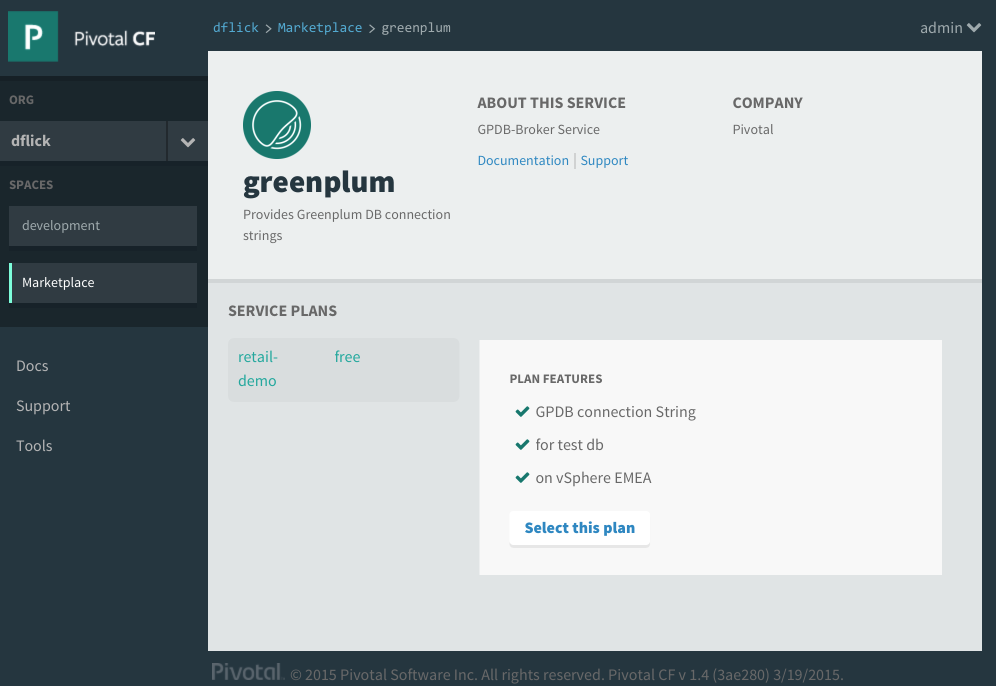 P Pivotal CF
dflick > Marketplace > greenplum
admin
ORG
dflick
SPACES
development
Marketplace
Docs
Support
Tools
greenplum
Provides Greenplum DB connection
strings
ABOUT THIS SERVICE
GPDB-Broker Service
Documentation | Support
COMPANY
Pivotal
SERVICE PLANS
retail- free
demo
PLAN FEATURES
GPDB connection String
for test db
on vSphere EMEA
Select this plan
Pivotal. © 2015 Pivotal Software Inc. All rights reserved. Pivotal CF v 1.4 (3ae280) 3/19/2015.